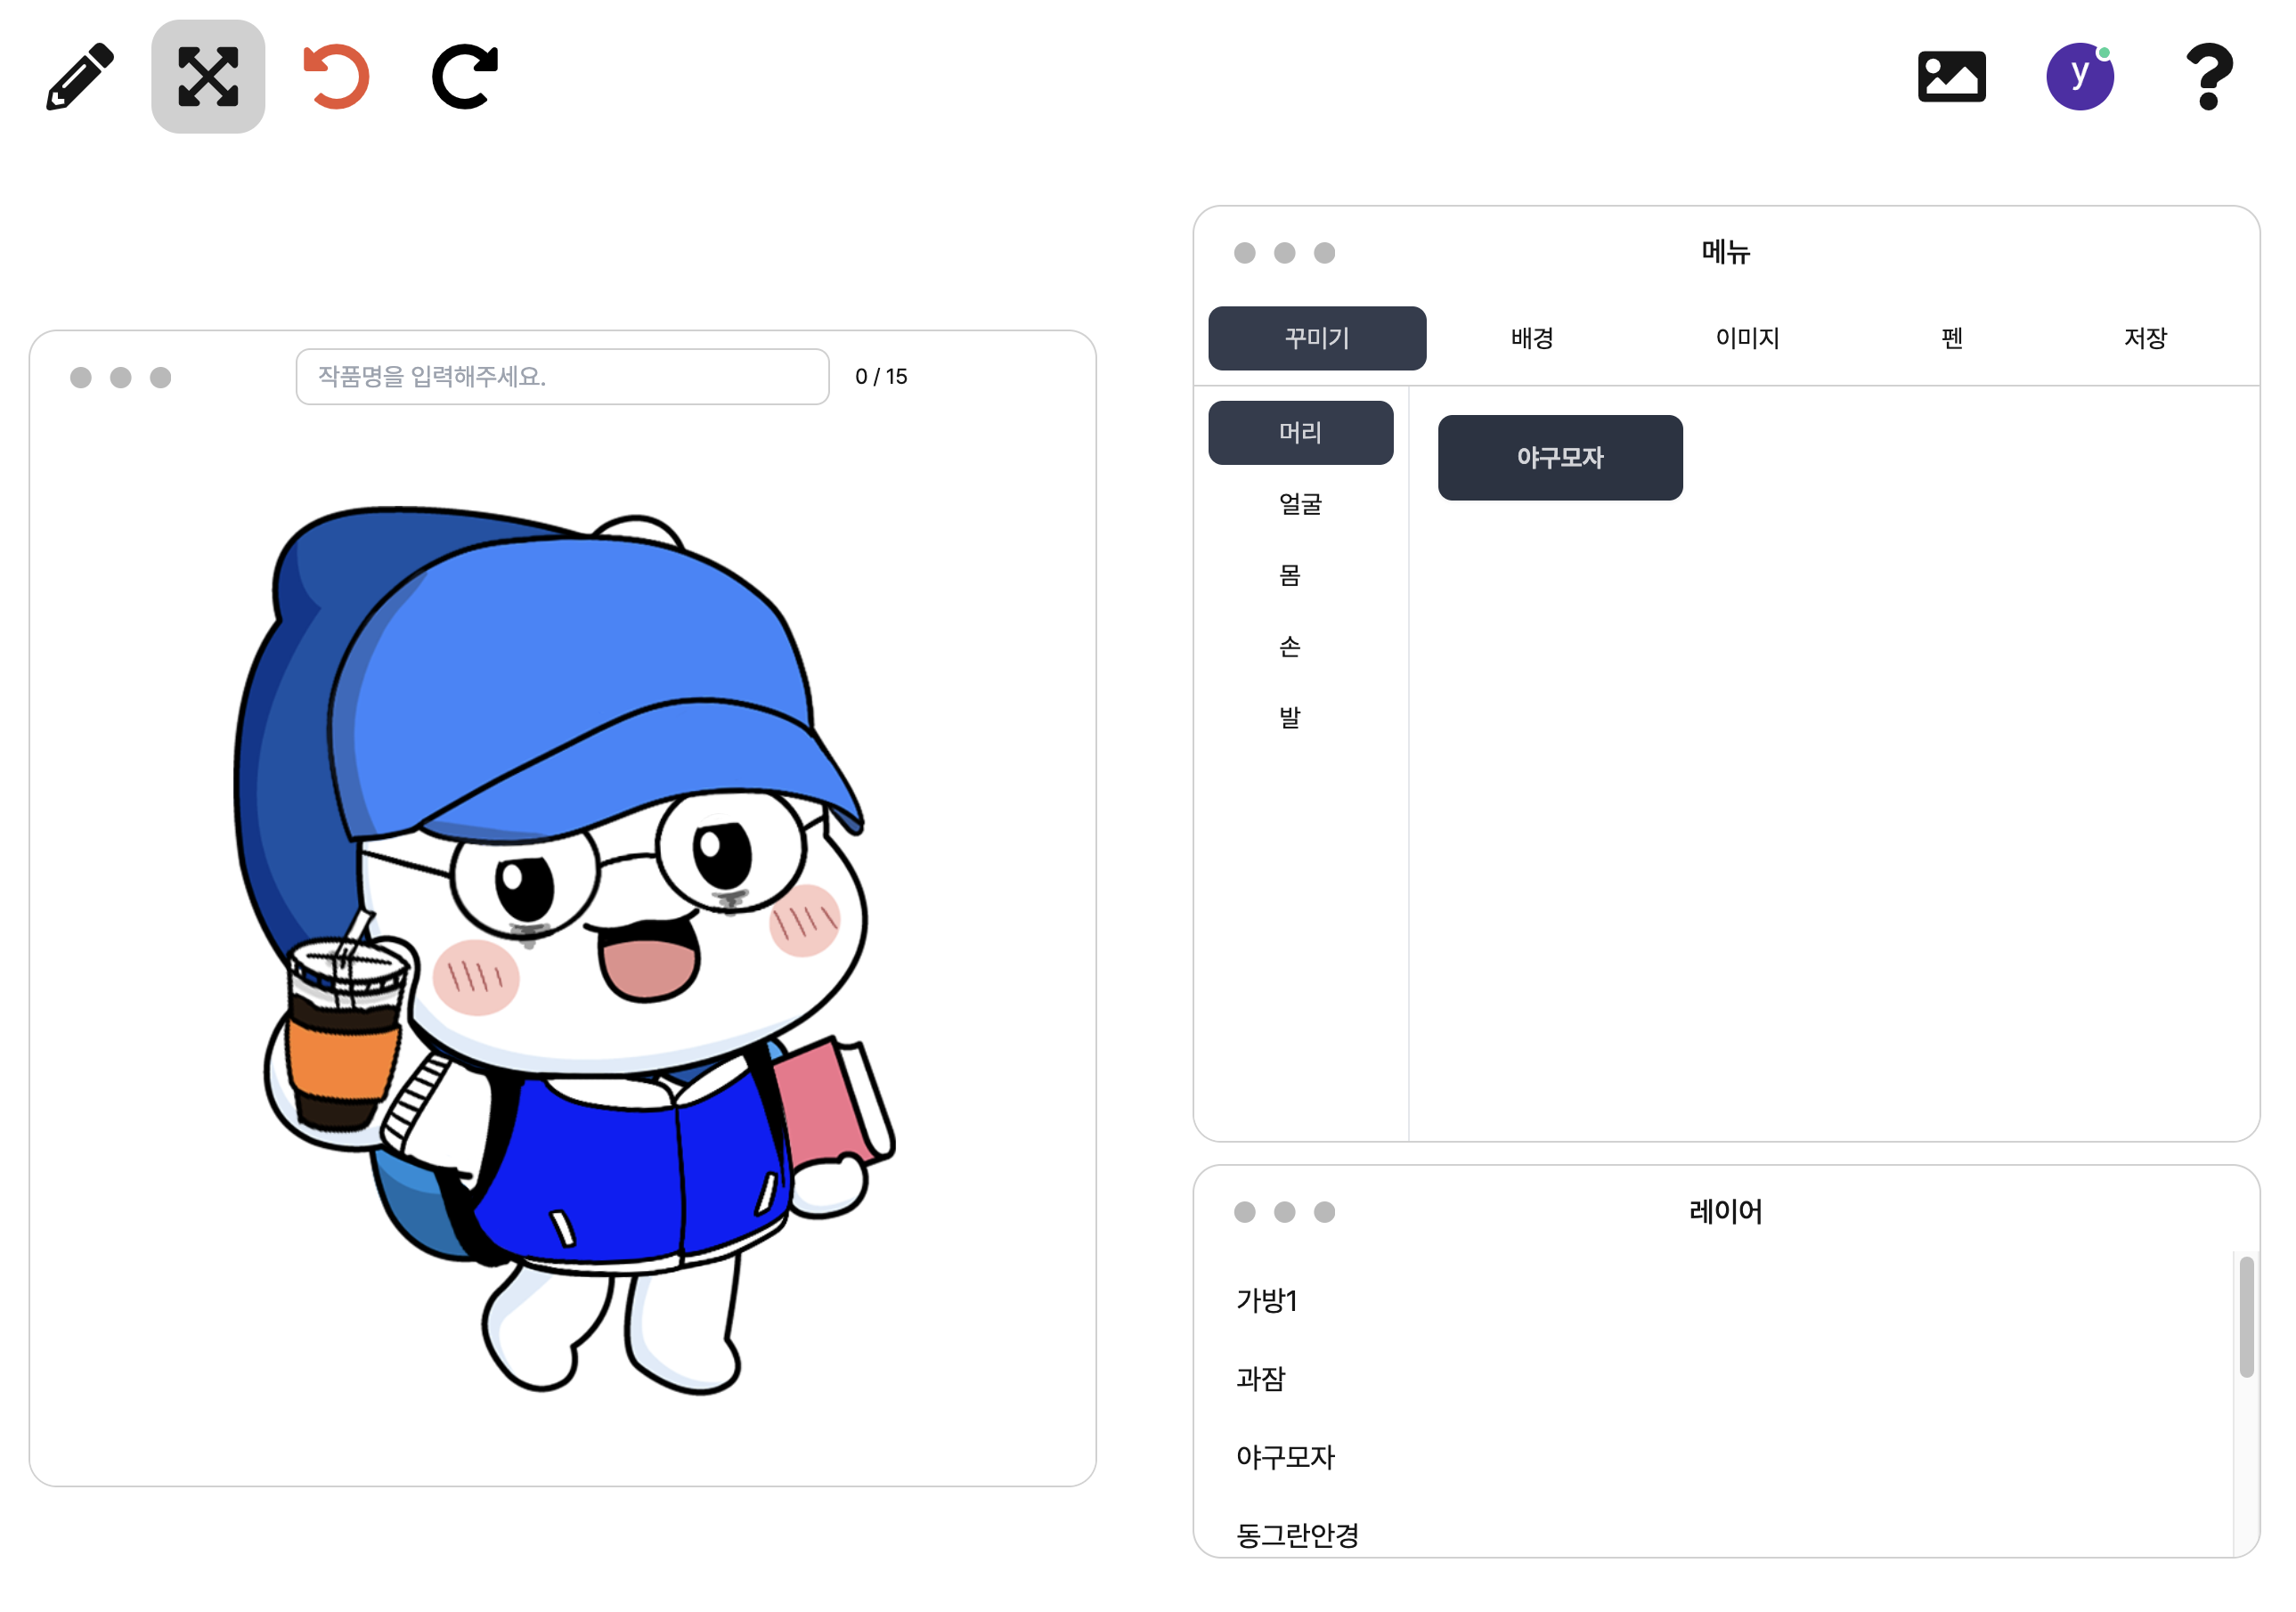 y
작품명을 입력해주세요.
0 / 15
메뉴
꾸미기
배경
이미지
펜
저장
머리
얼굴
몸
손
발
야구모자
레이어
가방1
과잠
야구모자
동그란안경